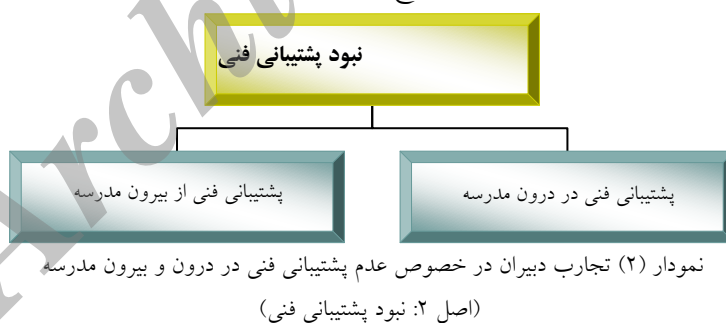 نبود پشتیبانی فنی
پشتیبانی فنی در درون مدرسه
پشتیبانی فنی از بیرون مدرسه
نمودار (۲) تجارب دبیران در خصوص عدم پشتیبانی فنی در درون و بیرون مدرسه
(اصل ۲: نبود پشتیبانی فنی)